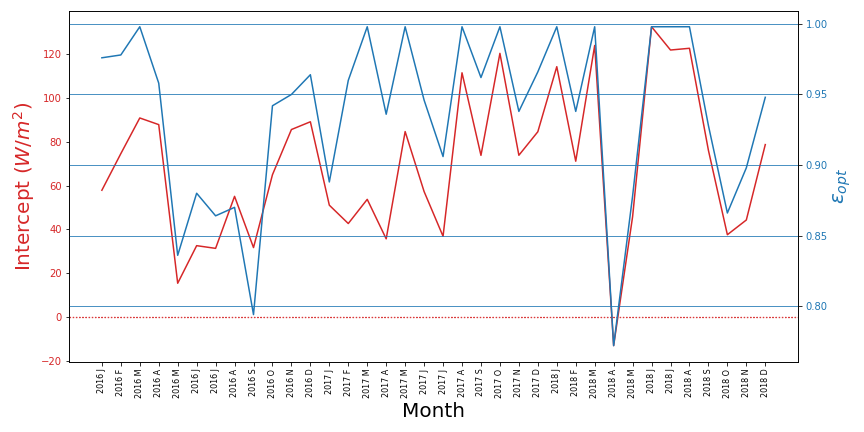 Intercept (W/m²)
120
100
80
60
40
20
0
−20
1.00
0.95
0.90
0.85
0.80
ε_opt
2016 J
2016 F
2016 M
2016 A
2016 M
2016 J
2016 J
2016 A
2016 S
2016 O
2016 N
2016 D
2017 J
2017 F
2017 M
2017 A
2017 M
2017 J
2017 J
2017 A
2017 S
2017 O
2017 N
2017 D
2018 J
2018 F
2018 M
2018 A
2018 M
2018 J
2018 J
2018 A
2018 S
2018 O
2018 N
2018 D
Month